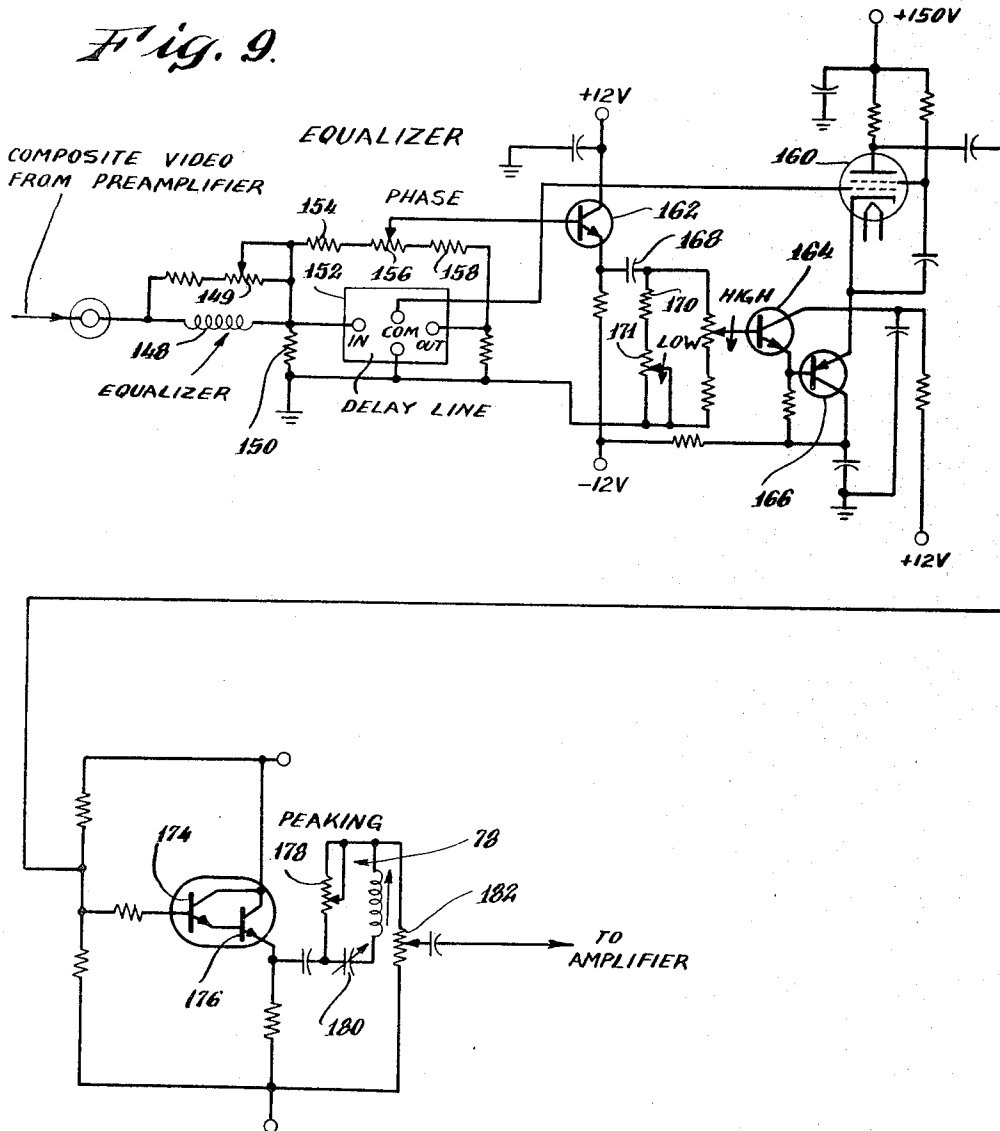 Fig. 9.
+150V
+12V
EQUALIZER
COMPOSITE VIDEO
FROM PREAMPLIFIER
160
PHASE
154
162
152
156
158
168
164
149
170
HIGH
COM
IN
OUT
171
LOW
148
EQUALIZER
DELAY LINE
150
-12V
166
+12V
PEAKING
174
178
78
182
TO
AMPLIFIER
176
180